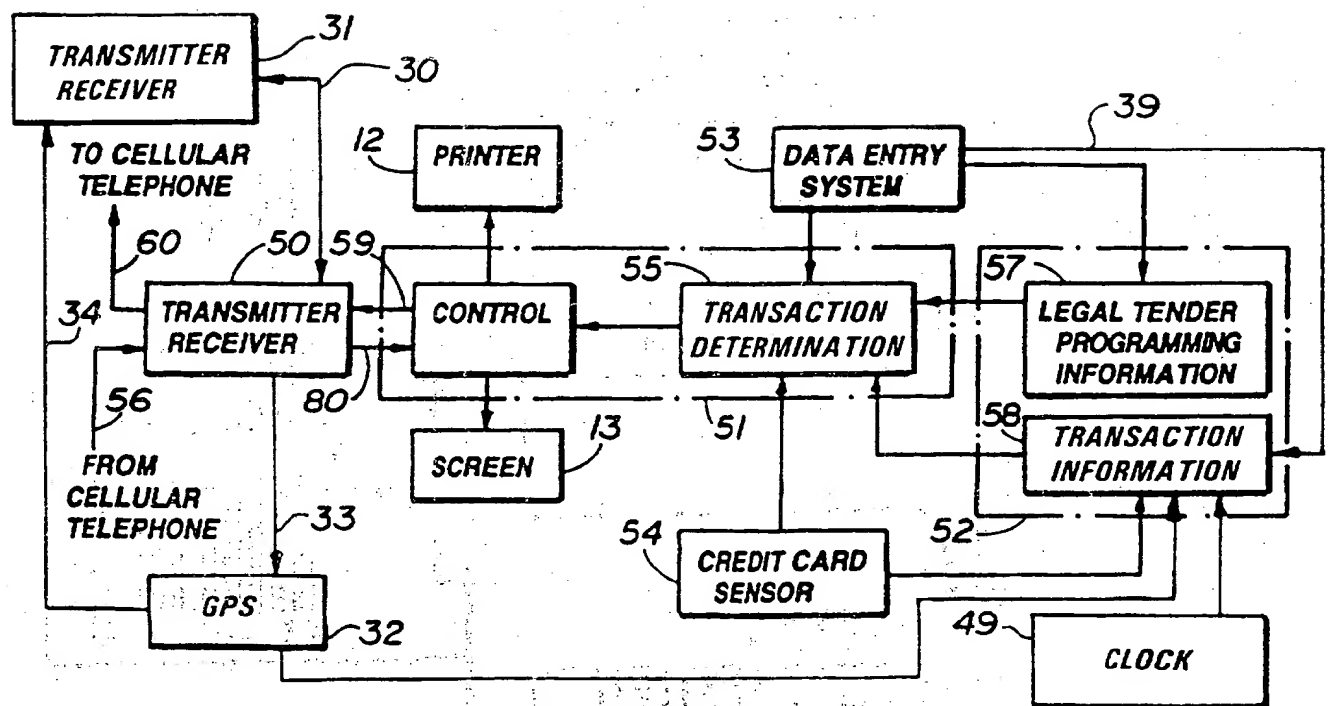 31
TRANSMITTER
RECEIVER
30
TO CELLULAR
TELEPHONE
12
PRINTER
53
DATA ENTRY
SYSTEM
39
60
50
59
55
57
34
TRANSMITTER
RECEIVER
CONTROL
TRANSACTION
DETERMINATION
LEGAL TENDER
PROGRAMMING
INFORMATION
80
56
51
58
FROM
CELLULAR
TELEPHONE
SCREEN
13
TRANSACTION
INFORMATION
33
54
CREDIT CARD
SENSOR
52
GPS
32
49
CLOCK